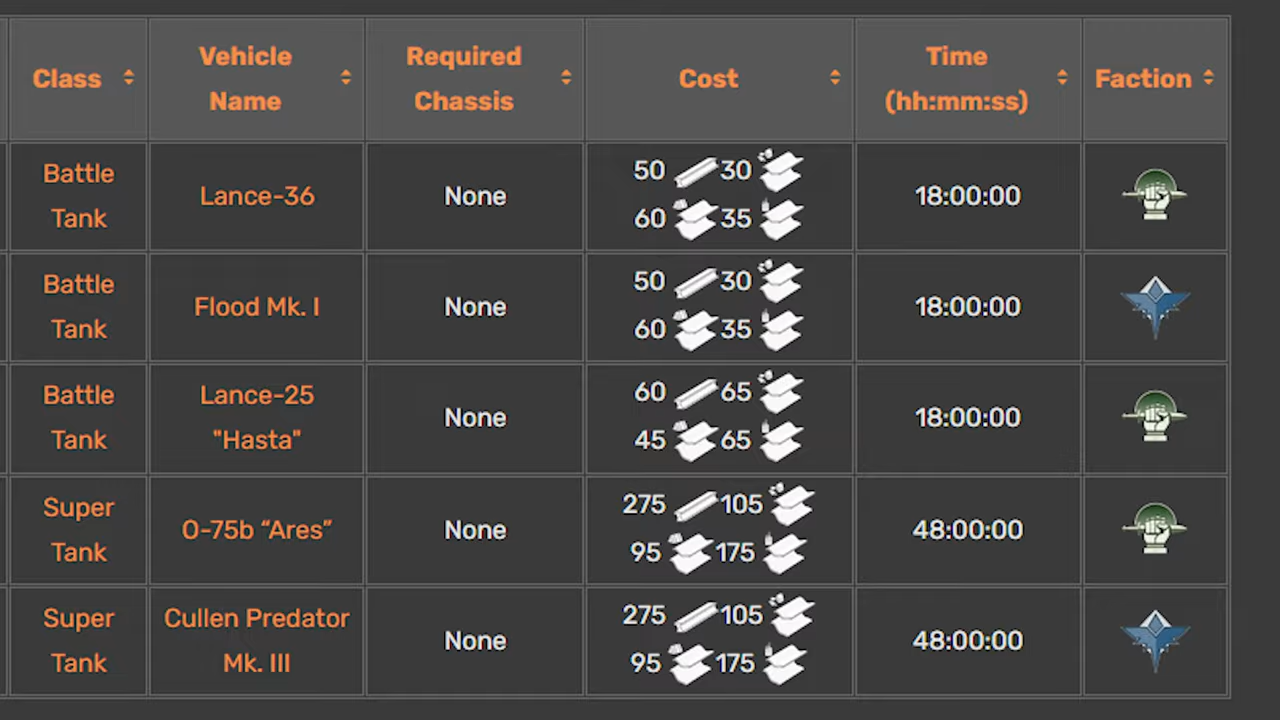 Class
Vehicle
Name
Required
Chassis
Cost
Time
(hh:mm:ss)
Faction
Battle
Tank
Lance-36
None
50 30
60 35
18:00:00
Battle
Tank
Flood Mk. I
None
50 30
60 35
18:00:00
Battle
Tank
Lance-25
"Hasta"
None
60 65
45 65
18:00:00
Super
Tank
O-75b “Ares”
None
275 105
95 175
48:00:00
Super
Tank
Cullen Predator
Mk. III
None
275 105
95 175
48:00:00